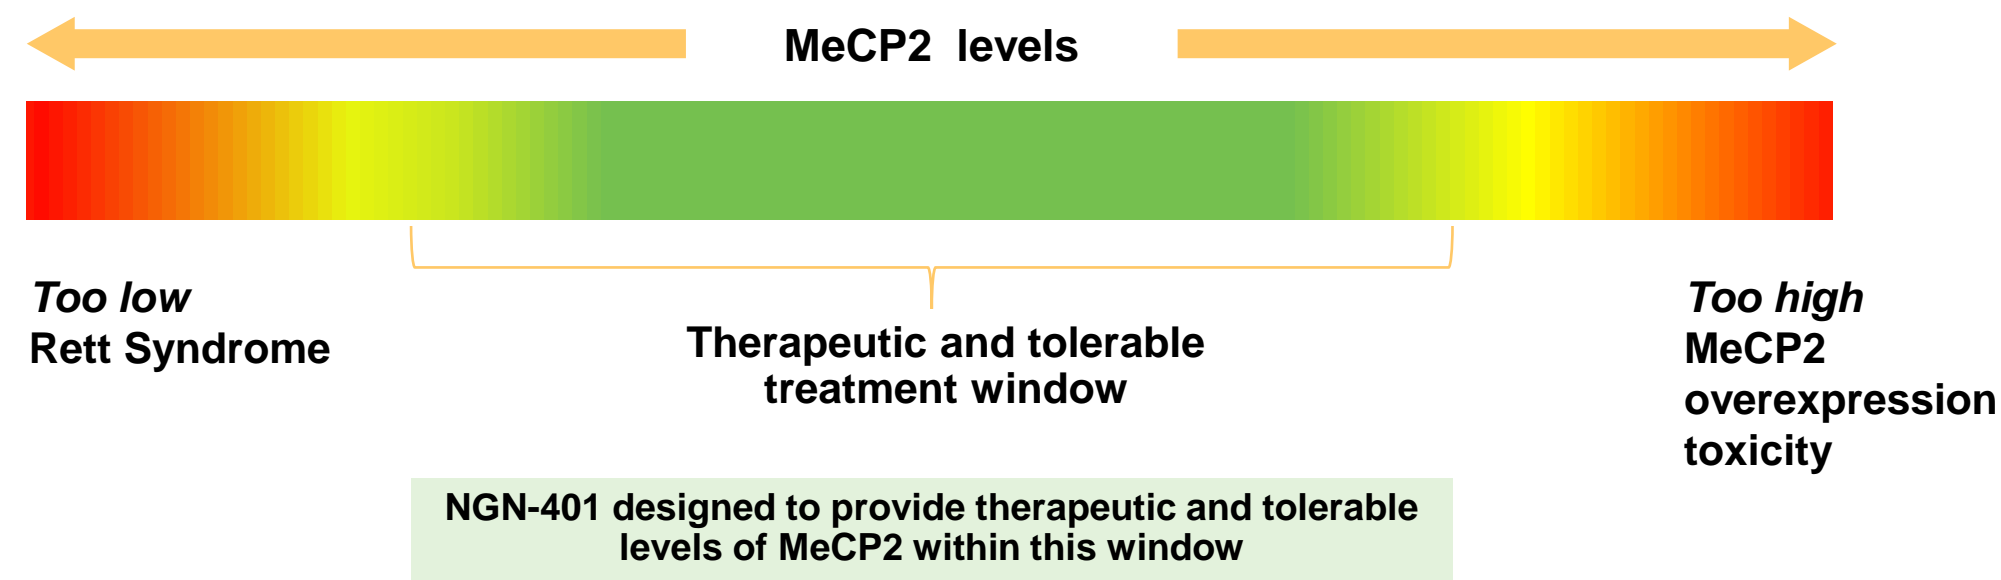 MeCP2 levels
Too low
Rett Syndrome
Therapeutic and tolerable
treatment window
Too high
MeCP2
overexpression
toxicity
NGN-401 designed to provide therapeutic and tolerable
levels of MeCP2 within this window